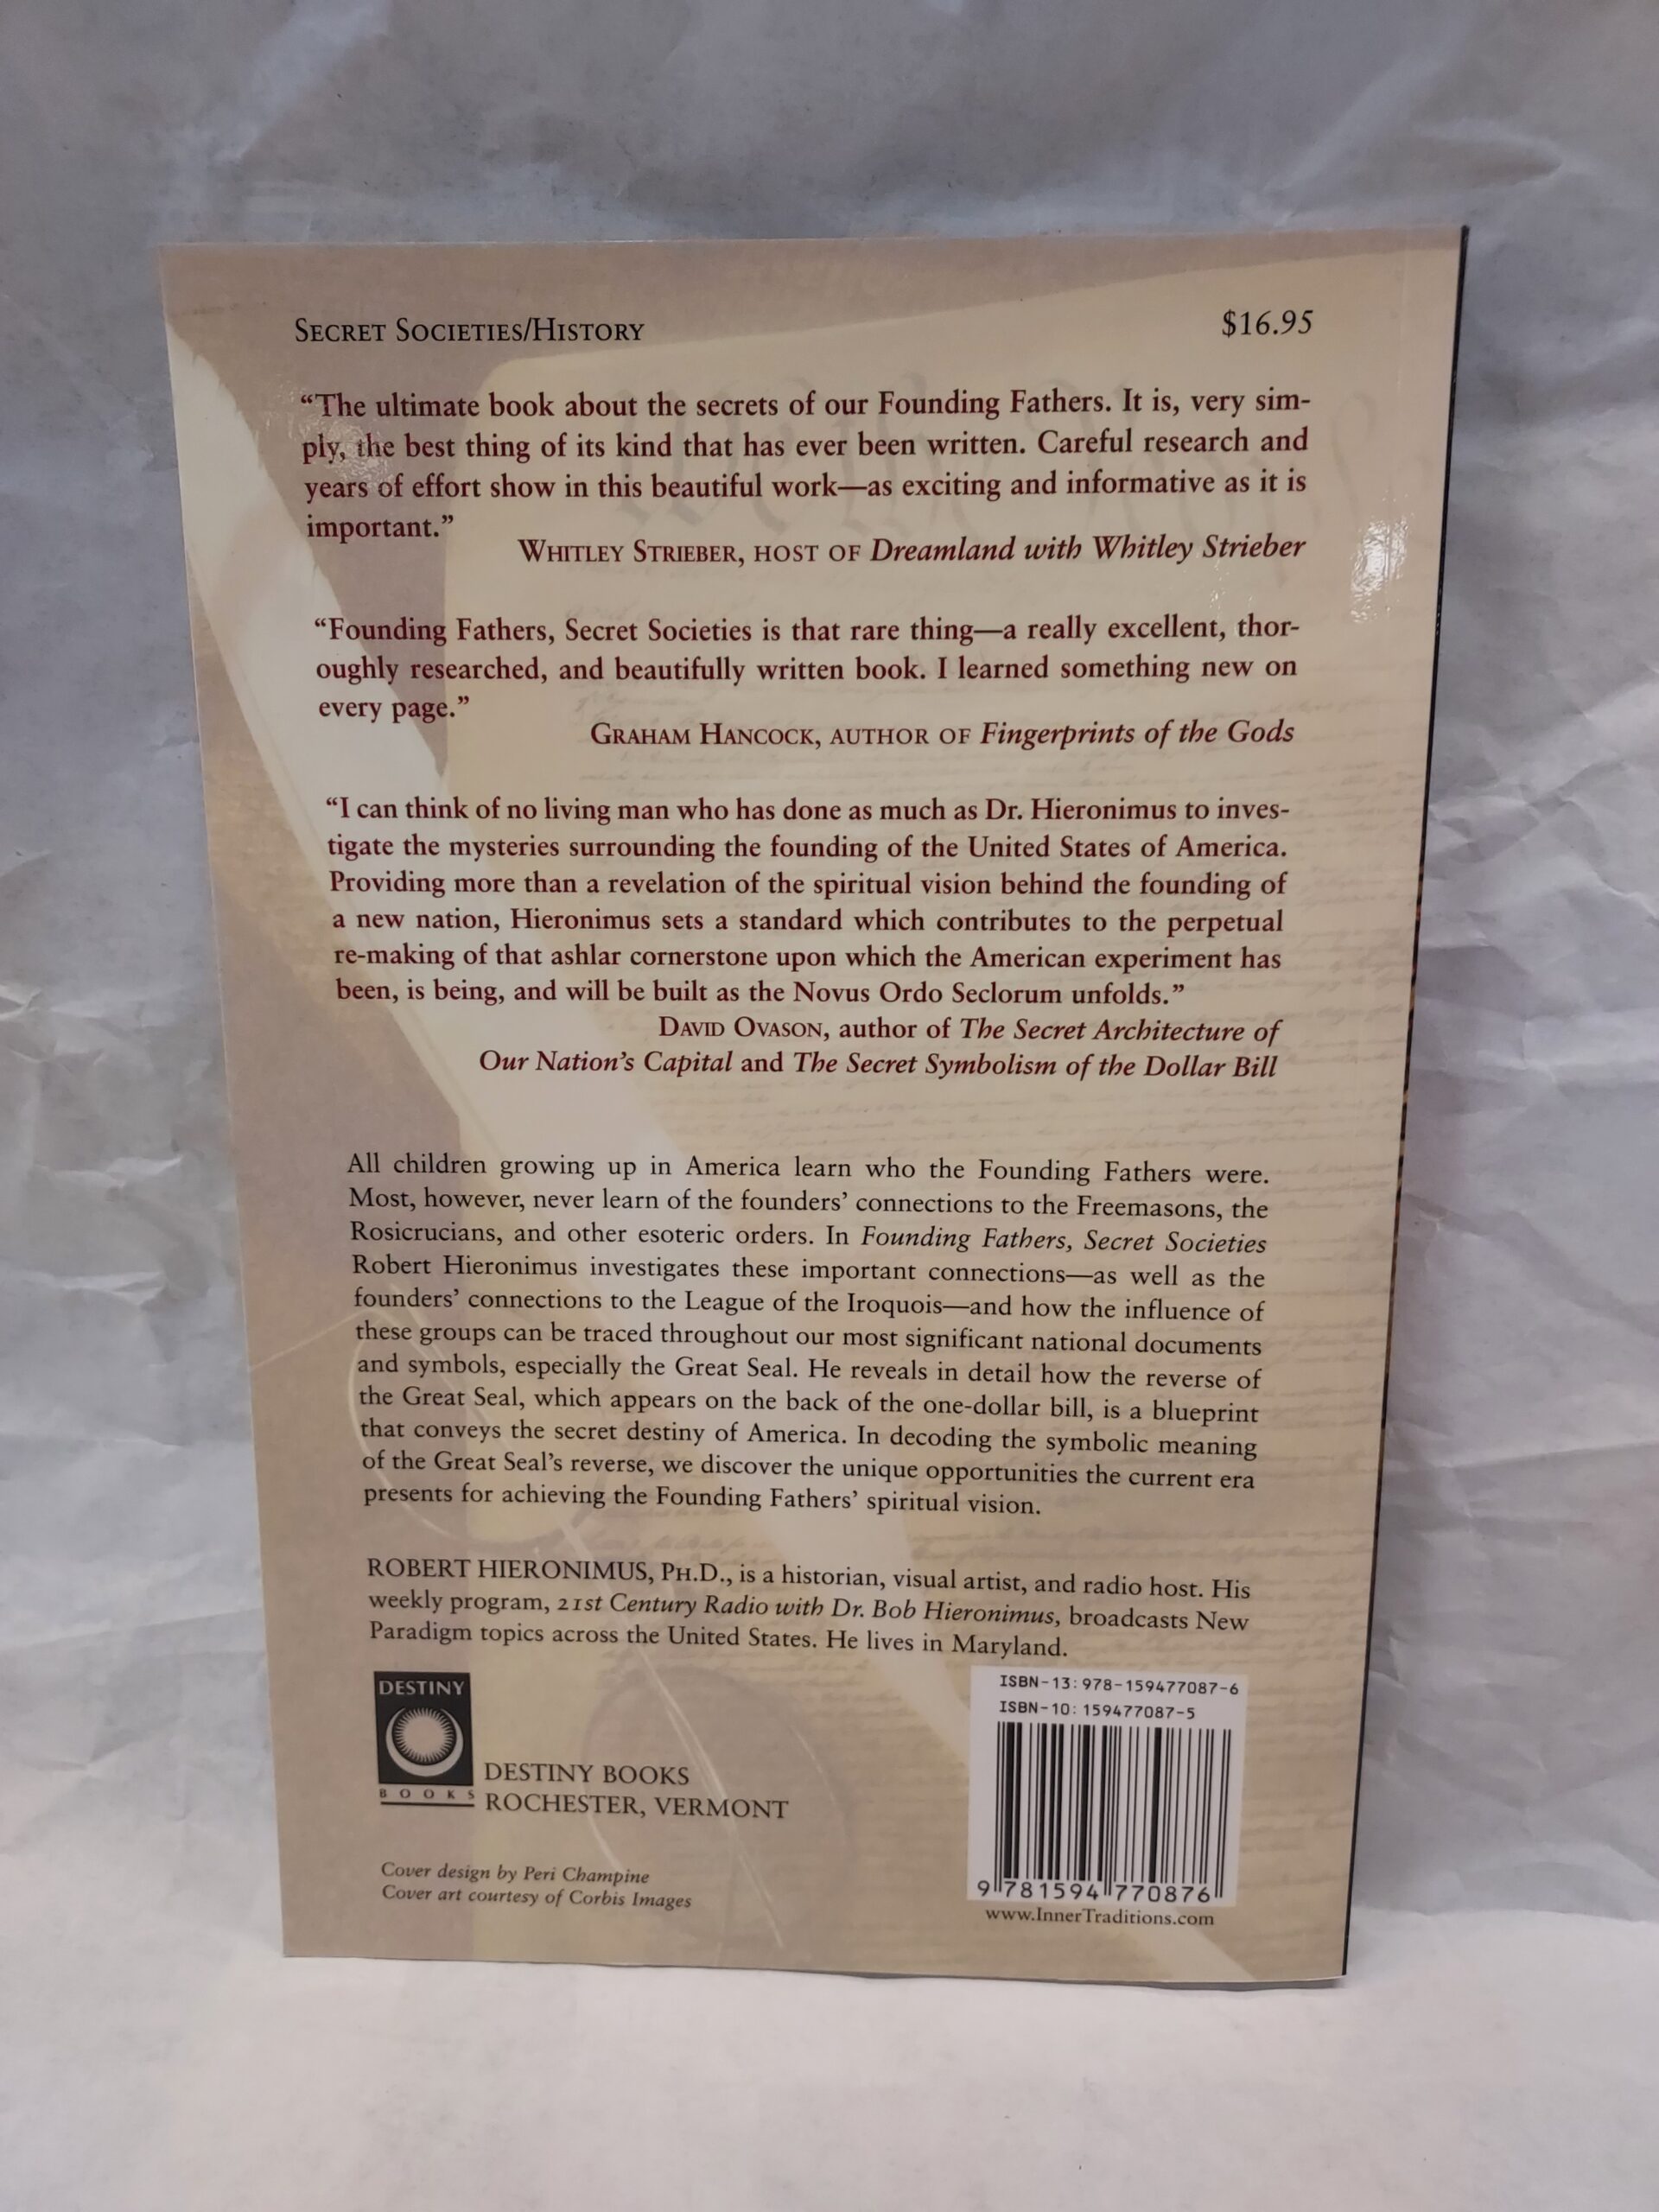 SECRET SOCIETIES/HISTORY
$16.95
“The ultimate book about the secrets of our Founding Fathers. It is, very sim-
ply, the best thing of its kind that has ever been written. Careful research and
years of effort show in this beautiful work—as exciting and informative as it is
important.”
WHITLEY STRIEBER, HOST OF Dreamland with Whitley Strieber
“Founding Fathers, Secret Societies is that rare thing—a really excellent, thor-
oughly researched, and beautifully written book. I learned something new on
every page.”
GRAHAM HANCOCK, AUTHOR OF Fingerprints of the Gods
“I can think of no living man who has done as much as Dr. Hieronimus to inves-
tigate the mysteries surrounding the founding of the United States of America.
Providing more than a revelation of the spiritual vision behind the founding of
a new nation, Hieronimus sets a standard which contributes to the perpetual
re-making of that ashlar cornerstone upon which the American experiment has
been, is being, and will be built as the Novus Ordo Seclorum unfolds.”
DAVID OVASON, author of The Secret Architecture of
Our Nation’s Capital and The Secret Symbolism of the Dollar Bill
All children growing up in America learn who the Founding Fathers were.
Most, however, never learn of the founders’ connections to the Freemasons, the
Rosicrucians, and other esoteric orders. In Founding Fathers, Secret Societies
Robert Hieronimus investigates these important connections—as well as the
founders’ connections to the League of the Iroquois—and how the influence of
these groups can be traced throughout our most significant national documents
and symbols, especially the Great Seal. He reveals in detail how the reverse of
the Great Seal, which appears on the back of the one-dollar bill, is a blueprint
that conveys the secret destiny of America. In decoding the symbolic meaning
of the Great Seal’s reverse, we discover the unique opportunities the current era
presents for achieving the Founding Fathers’ spiritual vision.
ROBERT HIERONIMUS, PH.D., is a historian, visual artist, and radio host. His
weekly program, 21st Century Radio with Dr. Bob Hieronimus, broadcasts New
Paradigm topics across the United States. He lives in Maryland.
DESTINY
BOOKS
DESTINY BOOKS
ROCHESTER, VERMONT
Cover design by Peri Champine
Cover art courtesy of Corbis Images
ISBN-13: 978-159477087-6
ISBN-10: 159477087-5
9 781594 770876
www.InnerTraditions.com